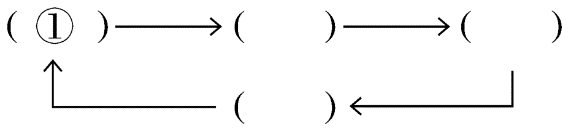 ( ① ) ( ) ( )
( )